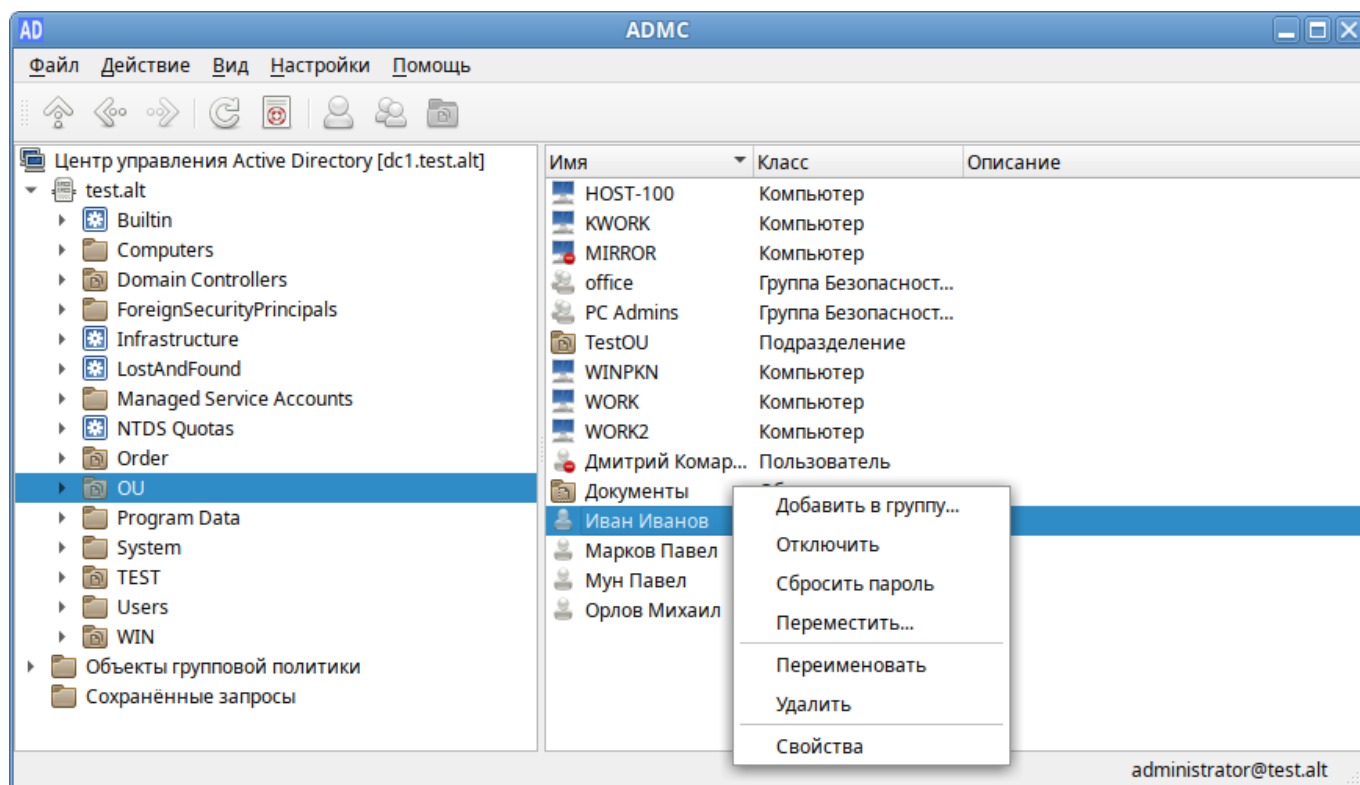 AD ADMC
Файл Действие Вид Настройки Помощь
Центр управления Active Directory [dc1.test.alt]
test.alt
Builtin
Computers
Domain Controllers
ForeignSecurityPrincipals
Infrastructure
LostAndFound
Managed Service Accounts
NTDS Quotas
Order
OU
Program Data
System
TEST
Users
WIN
Объекты групповой политики
Сохранённые запросы
Имя Класс Описание
HOST-100 Компьютер
KWORK Компьютер
MIRROR Компьютер
office Группа Безопасност...
PC Admins Группа Безопасност...
TestOU Подразделение
WINPKN Компьютер
WORK Компьютер
WORK2 Компьютер
Дмитрий Комар... Пользователь
Документы
Иван Иванов
Марков Павел
Мун Павел
Орлов Михаил
Добавить в группу...
Отключить
Сбросить пароль
Переместить...
Переименовать
Удалить
Свойства
administrator@test.alt